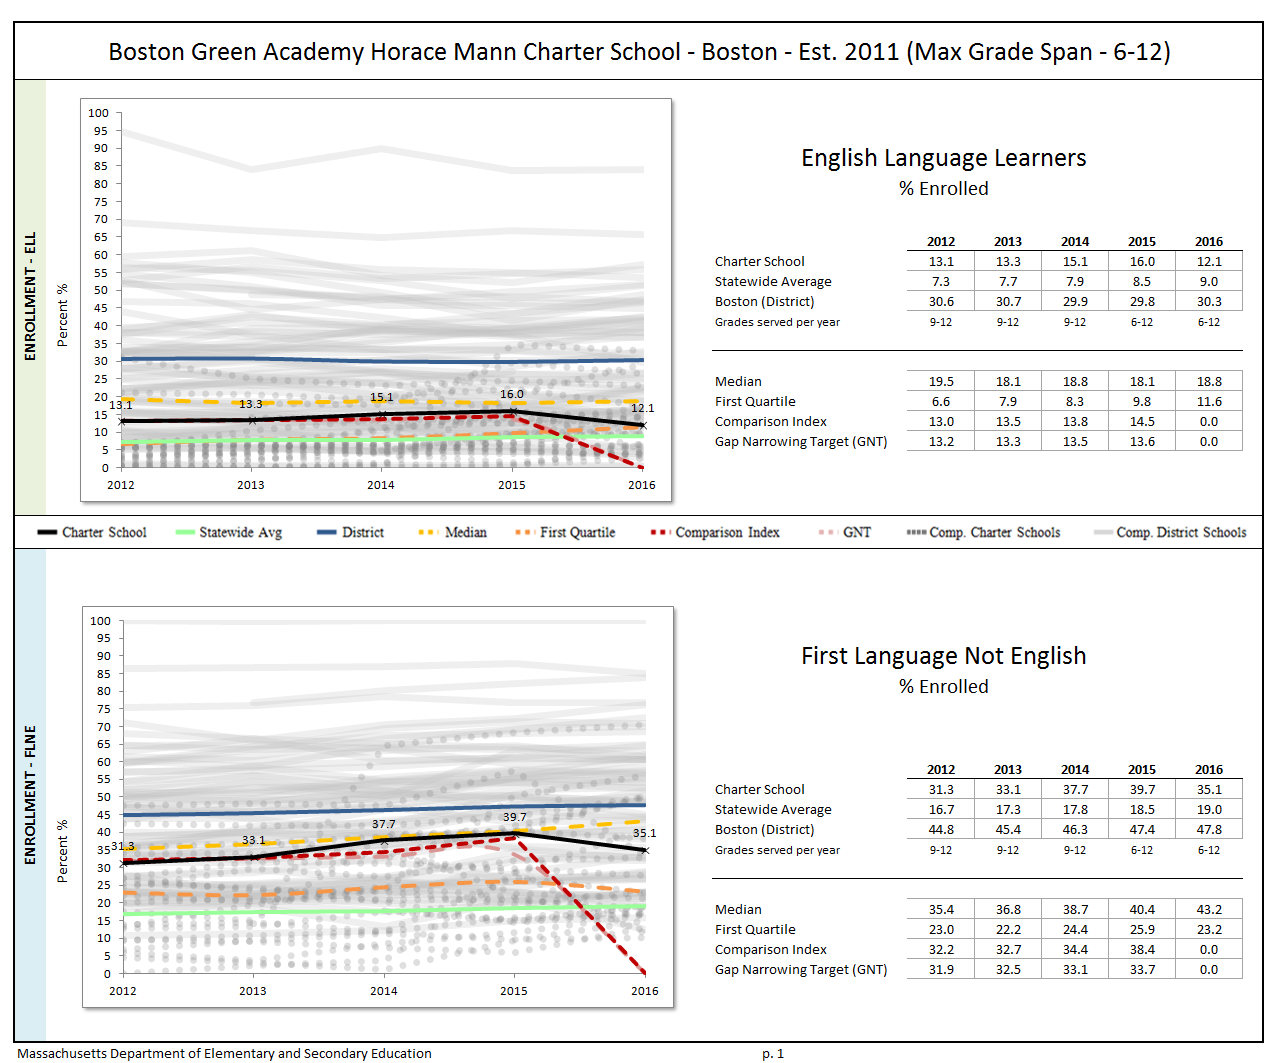 Boston Green Academy Horace Mann Charter School - Boston - Est. 2011 (Max Grade Span - 6-12)
ENROLLMENT - ELL
Percent %
100
95
90
85
80
75
70
65
60
55
50
45
40
35
30
25
20
15
10
5
0
13.1
13.3
15.1
16.0
12.1
2012 2013 2014 2015 2016
English Language Learners
% Enrolled
2012 2013 2014 2015 2016
Charter School 13.1 13.3 15.1 16.0 12.1
Statewide Average 7.3 7.7 7.9 8.5 9.0
Boston (District) 30.6 30.7 29.9 29.8 30.3
Grades served per year 9-12 9-12 9-12 6-12 6-12
Median 19.5 18.1 18.8 18.1 18.8
First Quartile 6.6 7.9 8.3 9.8 11.6
Comparison Index 13.0 13.5 13.8 14.5 0.0
Gap Narrowing Target (GNT) 13.2 13.3 13.5 13.6 0.0
Charter School Statewide Avg District Median First Quartile Comparison Index GNT Comp. Charter Schools Comp. District Schools
ENROLLMENT - FLNE
Percent %
100
95
90
85
80
75
70
65
60
55
50
45
40
35
30
25
20
15
10
5
0
31.3
33.1
37.7
39.7
35.1
2012 2013 2014 2015 2016
First Language Not English
% Enrolled
2012 2013 2014 2015 2016
Charter School 31.3 33.1 37.7 39.7 35.1
Statewide Average 16.7 17.3 17.8 18.5 19.0
Boston (District) 44.8 45.4 46.3 47.4 47.8
Grades served per year 9-12 9-12 9-12 6-12 6-12
Median 35.4 36.8 38.7 40.4 43.2
First Quartile 23.0 22.2 24.4 25.9 23.2
Comparison Index 32.2 32.7 34.4 38.4 0.0
Gap Narrowing Target (GNT) 31.9 32.5 33.1 33.7 0.0
Massachusetts Department of Elementary and Secondary Education p. 1